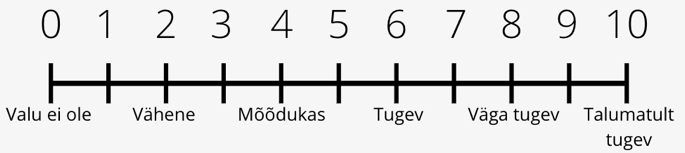 0 1 2 3 4 5 6 7 8 9 10
Valu ei ole Vähene Mõõdukas Tugev Väga tugev Talumatult
tugev